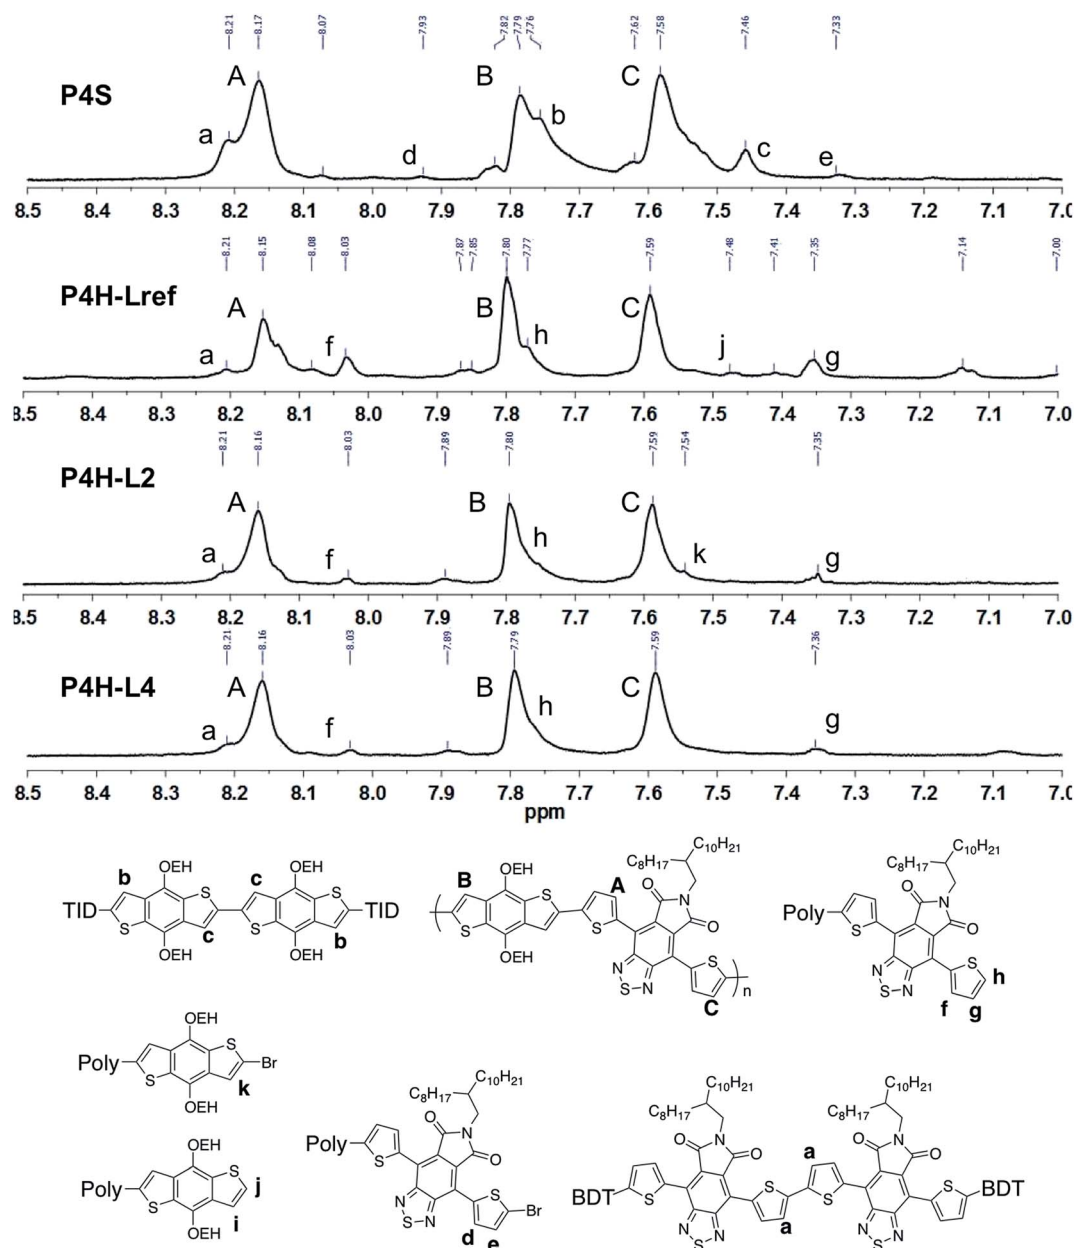 8.21 8.17 8.07 7.93 7.82 7.79 7.76 7.62 7.58 7.46 7.33
P4S
a A d B b C c e
8.5 8.4 8.3 8.2 8.1 8.0 7.9 7.8 7.7 7.6 7.5 7.4 7.3 7.2 7.1 7.0
8.21 8.15 8.08 8.03 7.87 7.85 7.80 7.77 7.59 7.48 7.41 7.35 7.14 7.00
P4H-Lref
a A f B h C j g
8.5 8.4 8.3 8.2 8.1 8.0 7.9 7.8 7.7 7.6 7.5 7.4 7.3 7.2 7.1 7.0
8.21 8.16 8.03 7.89 7.80 7.59 7.54 7.35
P4H-L2
a A f B h C k g
8.5 8.4 8.3 8.2 8.1 8.0 7.9 7.8 7.7 7.6 7.5 7.4 7.3 7.2 7.1 7.0
8.21 8.16 8.03 7.89 7.79 7.59 7.36
P4H-L4
a A f B h C g
8.5 8.4 8.3 8.2 8.1 8.0 7.9 7.8 7.7 7.6 7.5 7.4 7.3 7.2 7.1 7.0
ppm
b OEH S c OEH S
TID TID
S OEH c S OEH b
C10H21
C8H17
B OEH S A O N O
S OEH S
N S N S n
C
C10H21
C8H17
Poly S O N O
N S N S h
f g
OEH
S
Poly Br
S
OEH k
OEH
S
Poly j
S
OEH i
C10H21
C8H17
Poly S O N O
N S N S Br
d e
C10H21 C10H21
C8H17 C8H17
O N O a O N O
BDT S S S S BDT
N S N a N S N